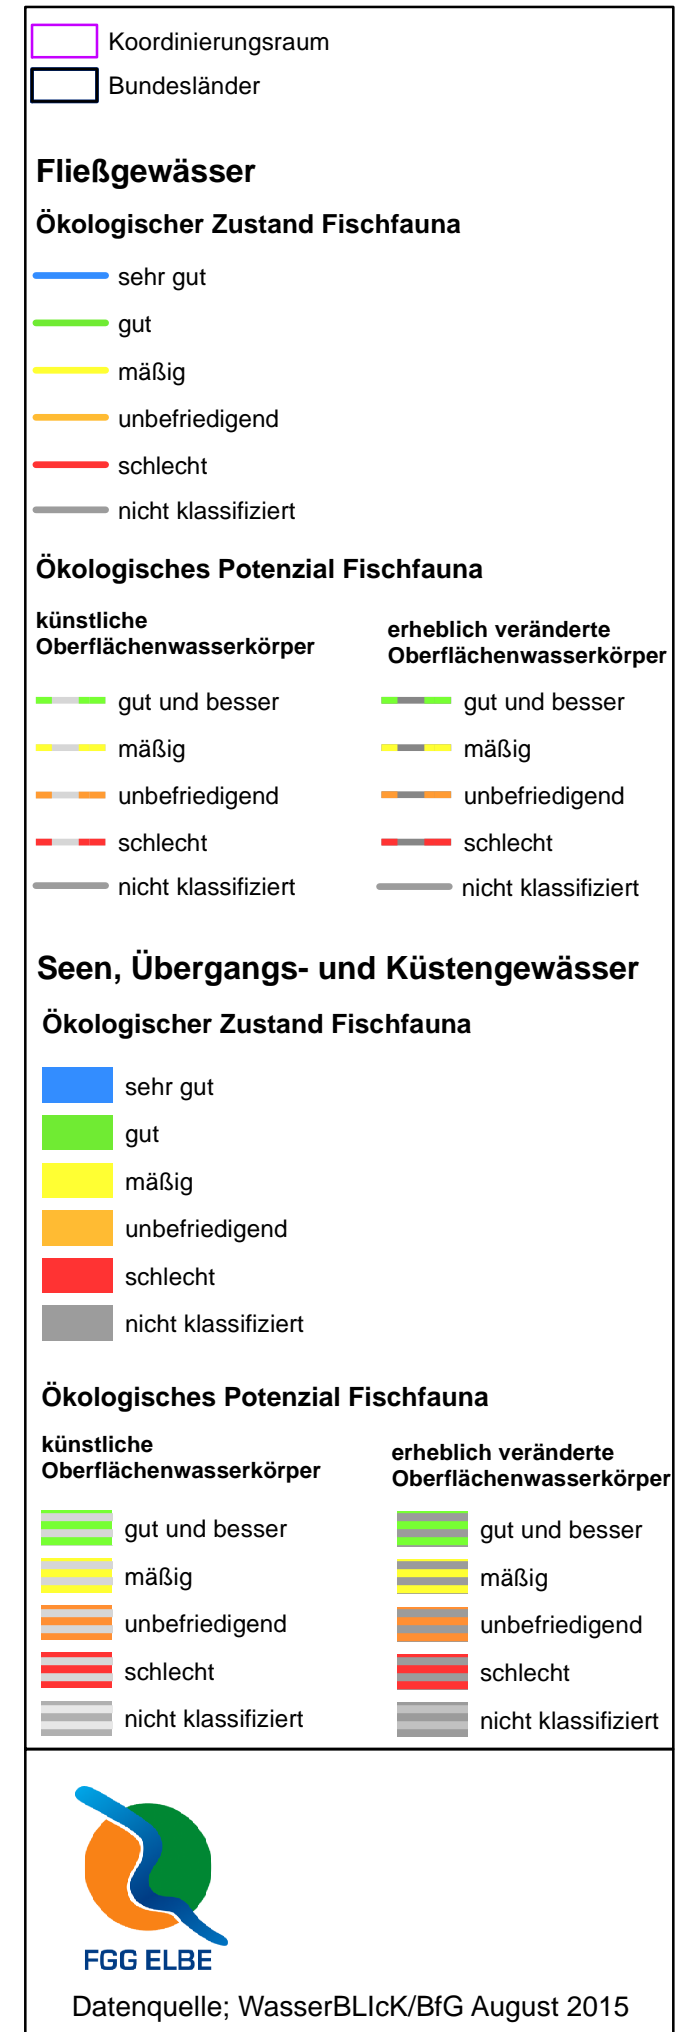 Koordinierungsraum
Bundesländer
Fließgewässer
Ökologischer Zustand Fischfauna
sehr gut
gut
mäßig
unbefriedigend
schlecht
nicht klassifiziert
Ökologisches Potenzial Fischfauna
künstliche
Oberflächenwasserkörper
gut und besser
mäßig
unbefriedigend
schlecht
nicht klassifiziert
erheblich veränderte
Oberflächenwasserkörper
gut und besser
mäßig
unbefriedigend
schlecht
nicht klassifiziert
Seen, Übergangs- und Küstengewässer
Ökologischer Zustand Fischfauna
sehr gut
gut
mäßig
unbefriedigend
schlecht
nicht klassifiziert
Ökologisches Potenzial Fischfauna
künstliche
Oberflächenwasserkörper
gut und besser
mäßig
unbefriedigend
schlecht
nicht klassifiziert
erheblich veränderte
Oberflächenwasserkörper
gut und besser
mäßig
unbefriedigend
schlecht
nicht klassifiziert
FGG ELBE
Datenquelle; WasserBLIcK/BfG August 2015